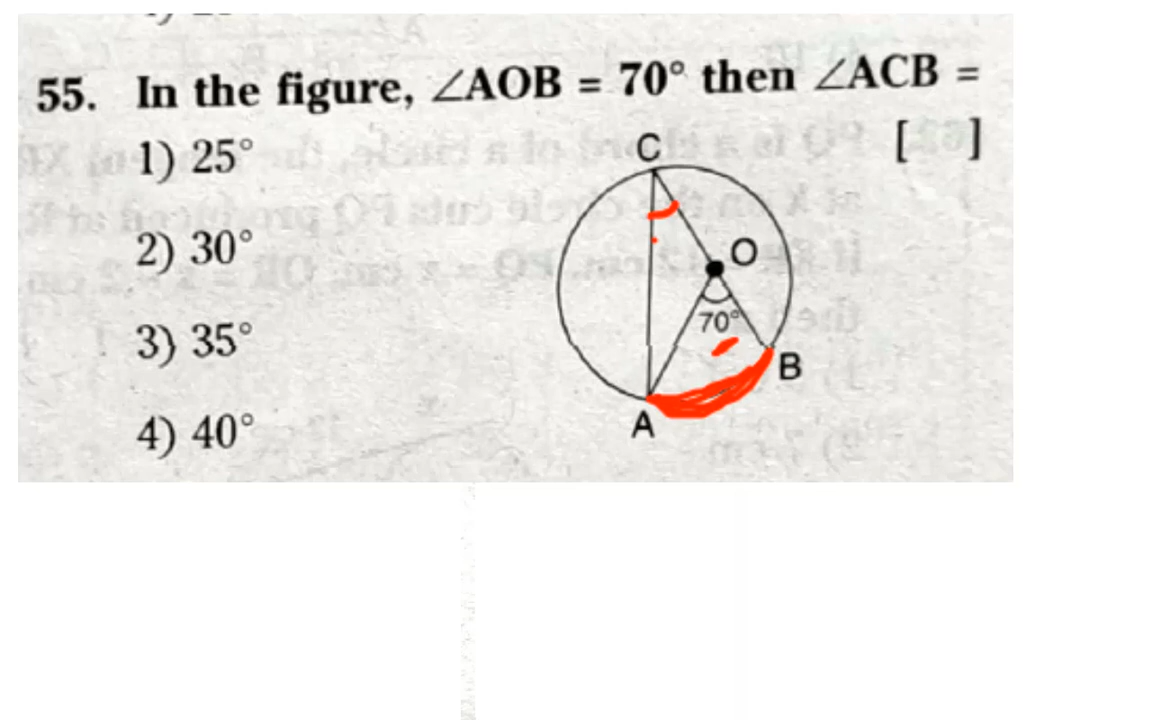 55. In the figure, ∠AOB = 70° then ∠ACB =
[ ]
1) 25°
2) 30°
3) 35°
4) 40°
C
O
70°
B
A